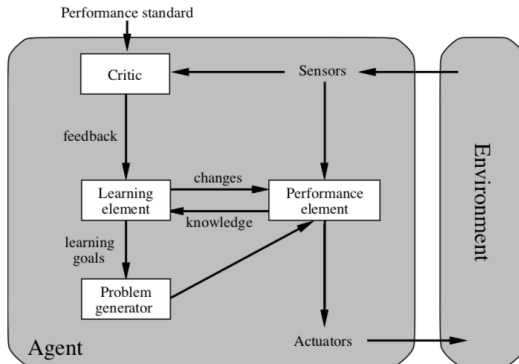 Performance standard
Critic
Sensors
feedback
changes
Learning
element
Performance
element
knowledge
learning
goals
Problem
generator
Agent
Actuators
Environment